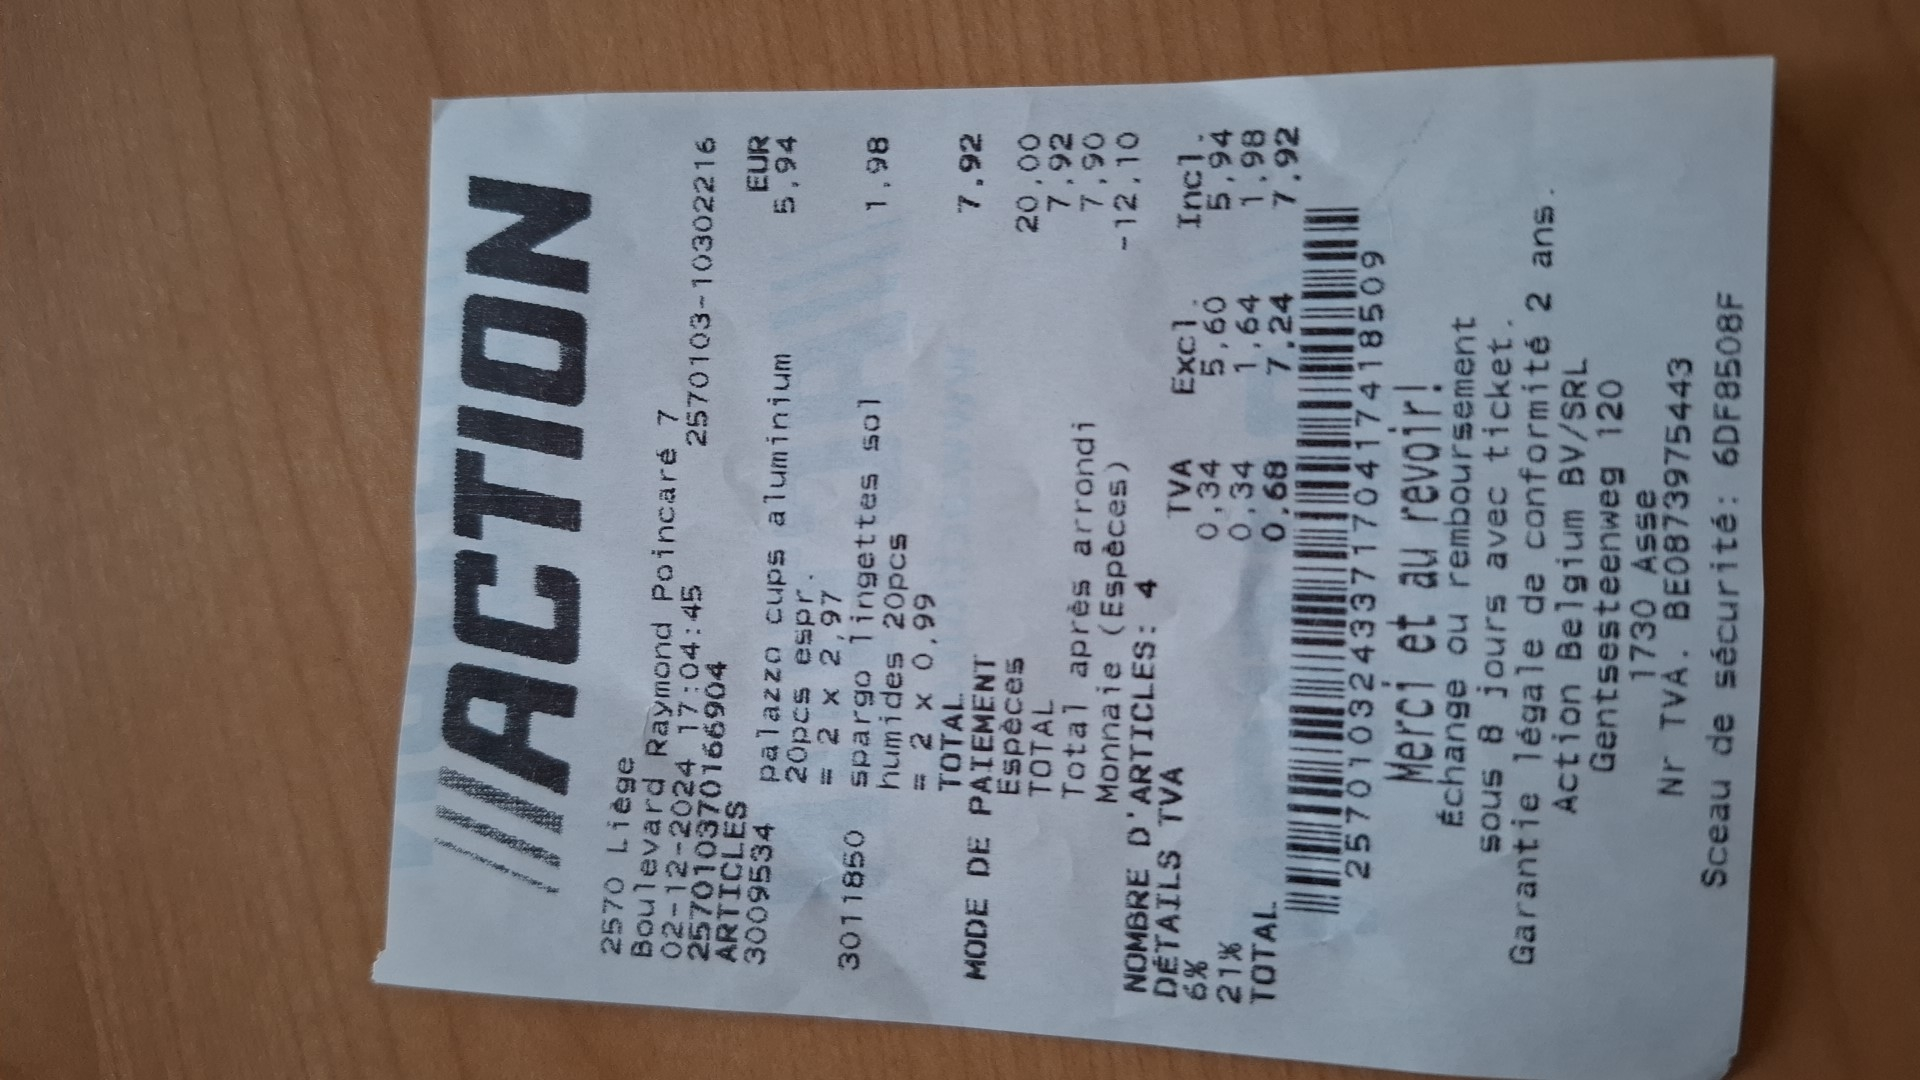 ACTION
2570 Liège
Boulevard Raymond Poincaré 7
02-12-2024 17:04:45
257010370166904 2570103-10302216
ARTICLES EUR
3009534 palazzo cups aluminium 5,94
20pcs espr.
= 2 x 2,97
3011850 spargo lingettes sol 1,98
humides 20pcs
= 2 x 0,99
TOTAL 7,92
MODE DE PAIEMENT
Espèces 20,00
TOTAL 7,92
Total après arrondi 7,90
Monnaie (Espèces) -12,10
NOMBRE D'ARTICLES: 4
DÉTAILS TVA TVA Excl. Incl.
6% 0,34 5,60 5,94
21% 0,34 1,64 1,98
TOTAL 0,68 7,24 7,92
257010324337170417418509
Merci et au revoir!
Échange ou remboursement
sous 8 jours avec ticket.
Garantie légale de conformité 2 ans.
Action Belgium BV/SRL
Gentsesteenweg 120
1730 Asse
Nr TVA. BE0873975443
Sceau de sécurité: 6DF8508F